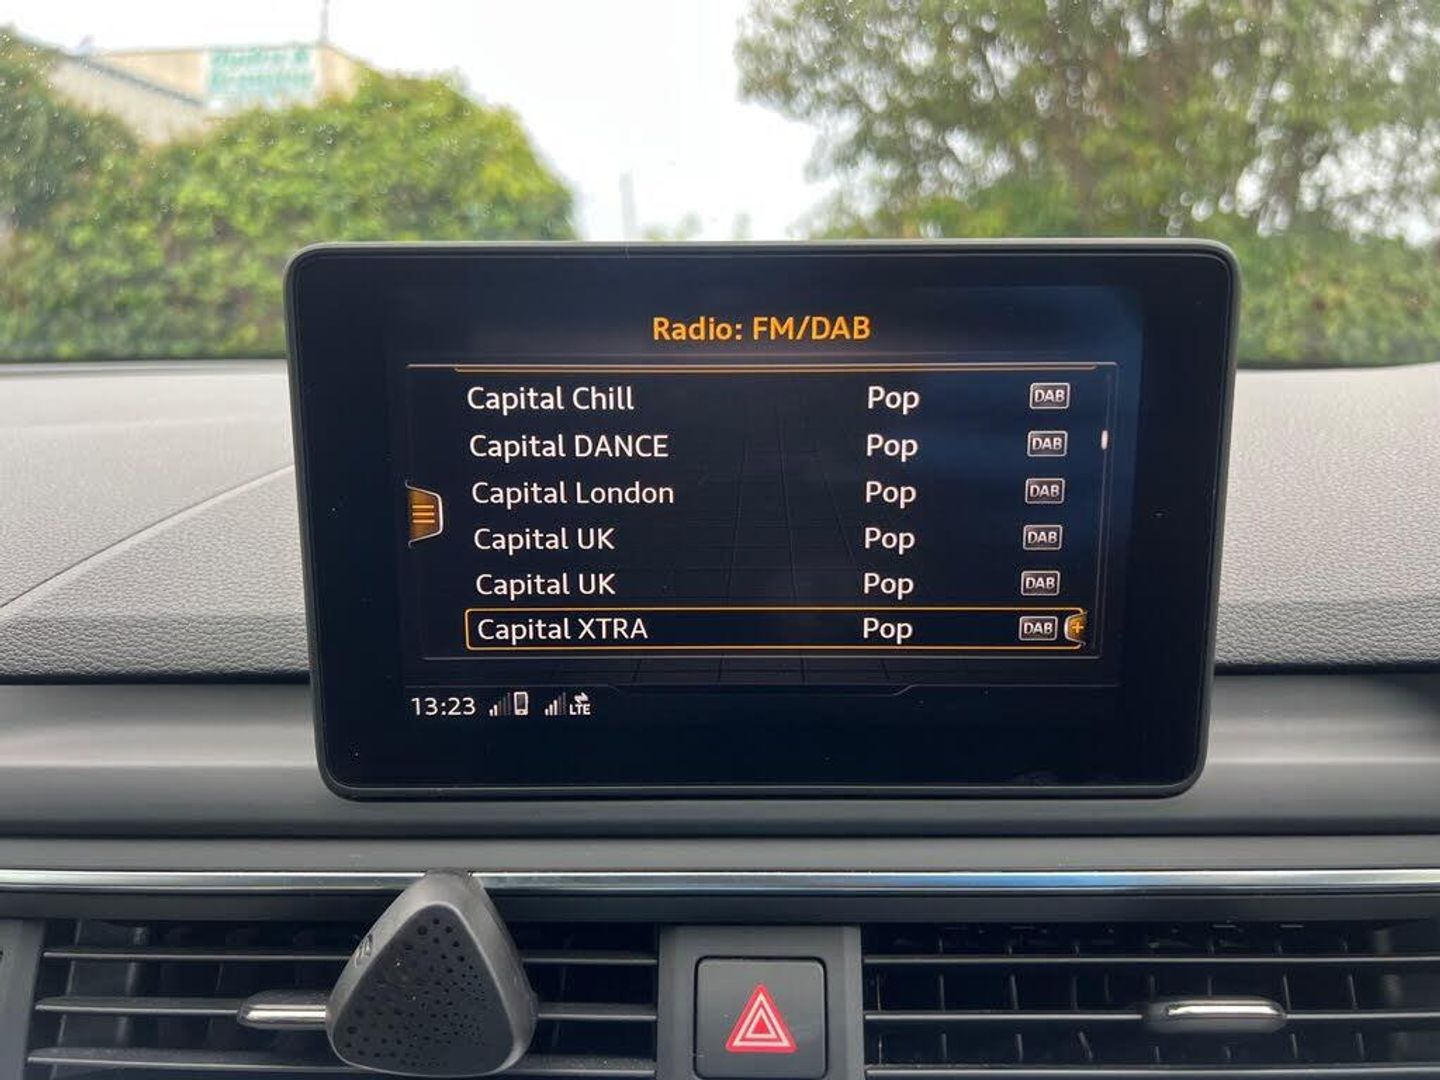 Radio: FM/DAB
Capital Chill Pop DAB
Capital DANCE Pop DAB
Capital London Pop DAB
Capital UK Pop DAB
Capital UK Pop DAB
Capital XTRA Pop DAB +
13:23 LTE